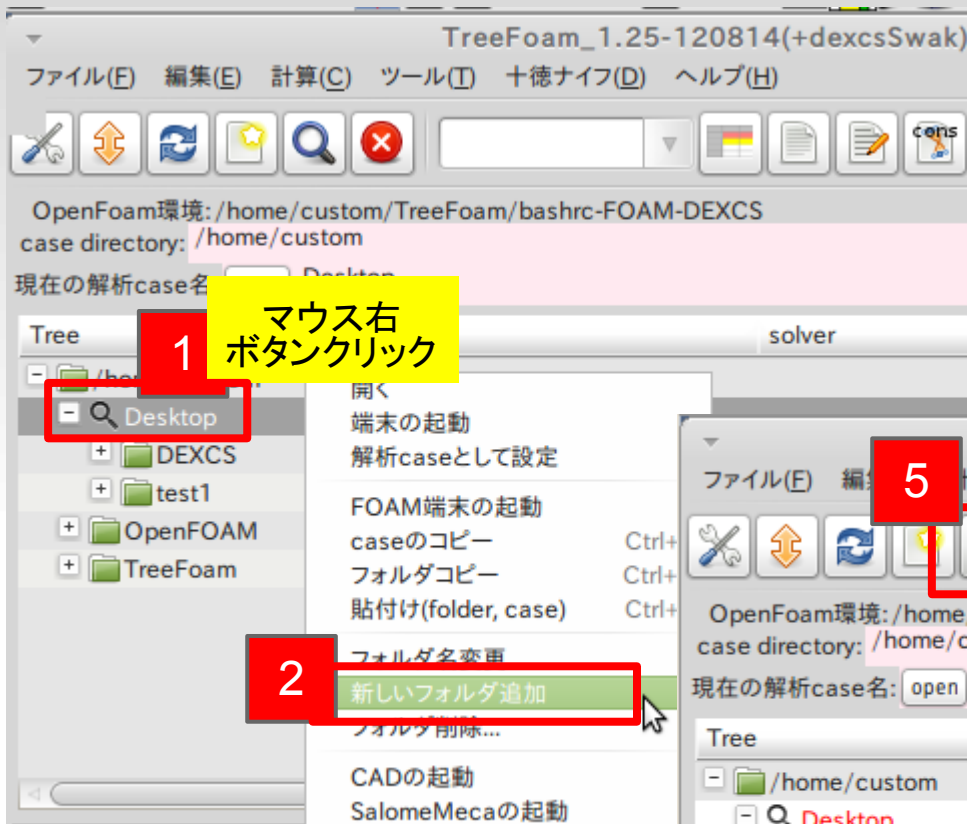 TreeFoam_1.25-120814(+dexcsSwak)
ファイル(F) 編集(E) 計算(C) ツール(T) 十徳ナイフ(D) ヘルプ(H)
cons
OpenFoam環境:/home/custom/TreeFoam/bashrc-FOAM-DEXCS
case directory: /home/custom
現在の解析case名 Desktop
マウス右
ボタンクリック
1
Tree solver
Desktop
DEXCS
test1
OpenFOAM
TreeFoam
開く
端末の起動
解析caseとして設定
FOAM端末の起動
caseのコピー Ctrl+
フォルダコピー Ctrl+
貼付け(folder, case) Ctrl+
フォルダ名変更
2
新しいフォルダ追加
フォルダ削除...
CADの起動
SalomeMecaの起動
5
ファイル(F)
OpenFoam環境:/home
case directory: /home/c
現在の解析case名: open
Tree
/home/custom
Desktop